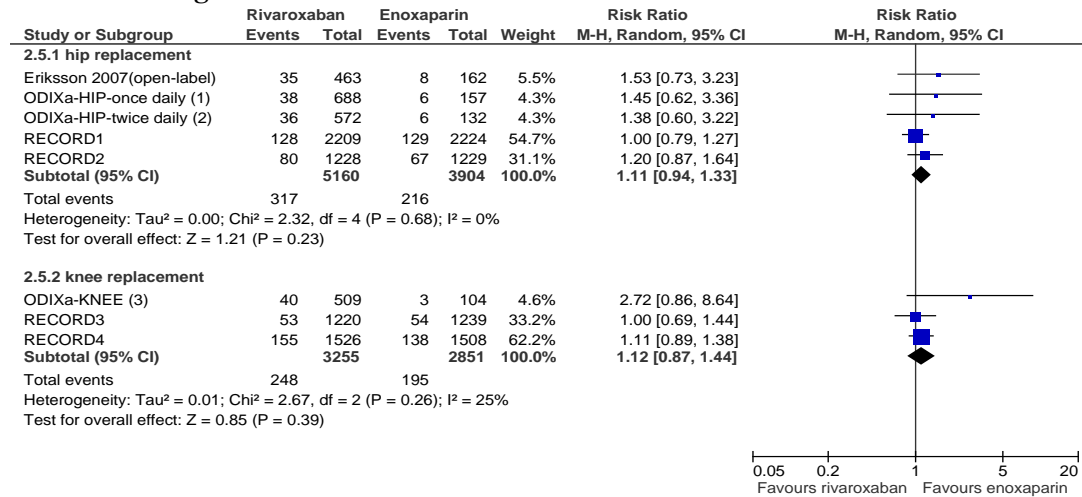 Rivaroxaban Enoxaparin Risk Ratio Risk Ratio
Study or Subgroup Events Total Events Total Weight M-H, Random, 95% CI M-H, Random, 95% CI
2.5.1 hip replacement
Eriksson 2007(open-label) 35 463 8 162 5.5% 1.53 [0.73, 3.23]
ODIXa-HIP-once daily (1) 38 688 6 157 4.3% 1.45 [0.62, 3.36]
ODIXa-HIP-twice daily (2) 36 572 6 132 4.3% 1.38 [0.60, 3.22]
RECORD1 128 2209 129 2224 54.7% 1.00 [0.79, 1.27]
RECORD2 80 1228 67 1229 31.1% 1.20 [0.87, 1.64]
Subtotal (95% CI) 5160 3904 100.0% 1.11 [0.94, 1.33]
Total events 317 216
Heterogeneity: Tau² = 0.00; Chi² = 2.32, df = 4 (P = 0.68); I² = 0%
Test for overall effect: Z = 1.21 (P = 0.23)
2.5.2 knee replacement
ODIXa-KNEE (3) 40 509 3 104 4.6% 2.72 [0.86, 8.64]
RECORD3 53 1220 54 1239 33.2% 1.00 [0.69, 1.44]
RECORD4 155 1526 138 1508 62.2% 1.11 [0.89, 1.38]
Subtotal (95% CI) 3255 2851 100.0% 1.12 [0.87, 1.44]
Total events 248 195
Heterogeneity: Tau² = 0.01; Chi² = 2.67, df = 2 (P = 0.26); I² = 25%
Test for overall effect: Z = 0.85 (P = 0.39)
0.05 0.2 1 5 20
Favours rivaroxaban Favours enoxaparin